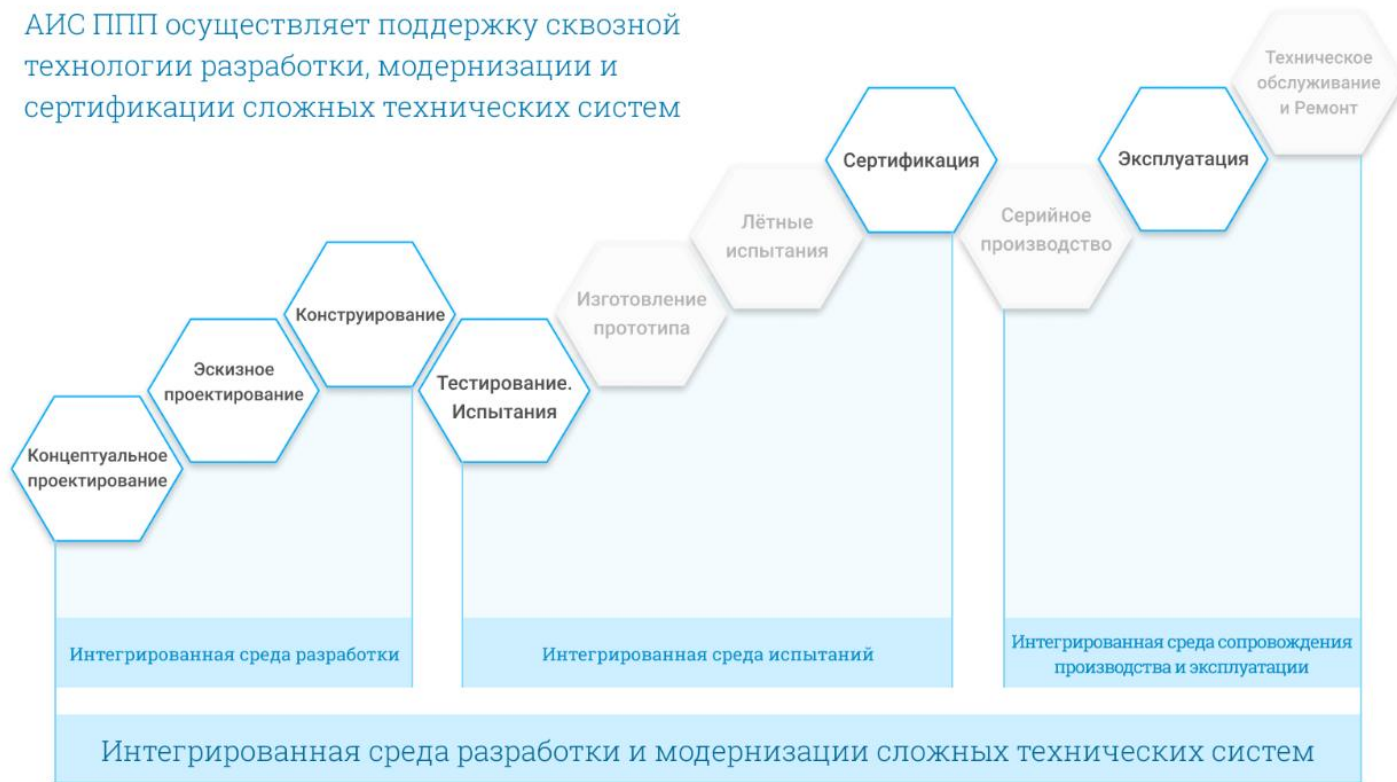 АИС ППП осуществляет поддержку сквозной
технологии разработки, модернизации и
сертификации сложных технических систем
Концептуальное
проектирование
Эскизное
проектирование
Конструирование
Тестирование.
Испытания
Изготовление
прототипа
Лётные
испытания
Сертификация
Серийное
производство
Эксплуатация
Техническое
обслуживание
и Ремонт
Интегрированная среда разработки
Интегрированная среда испытаний
Интегрированная среда сопровождения
производства и эксплуатации
Интегрированная среда разработки и модернизации сложных технических систем